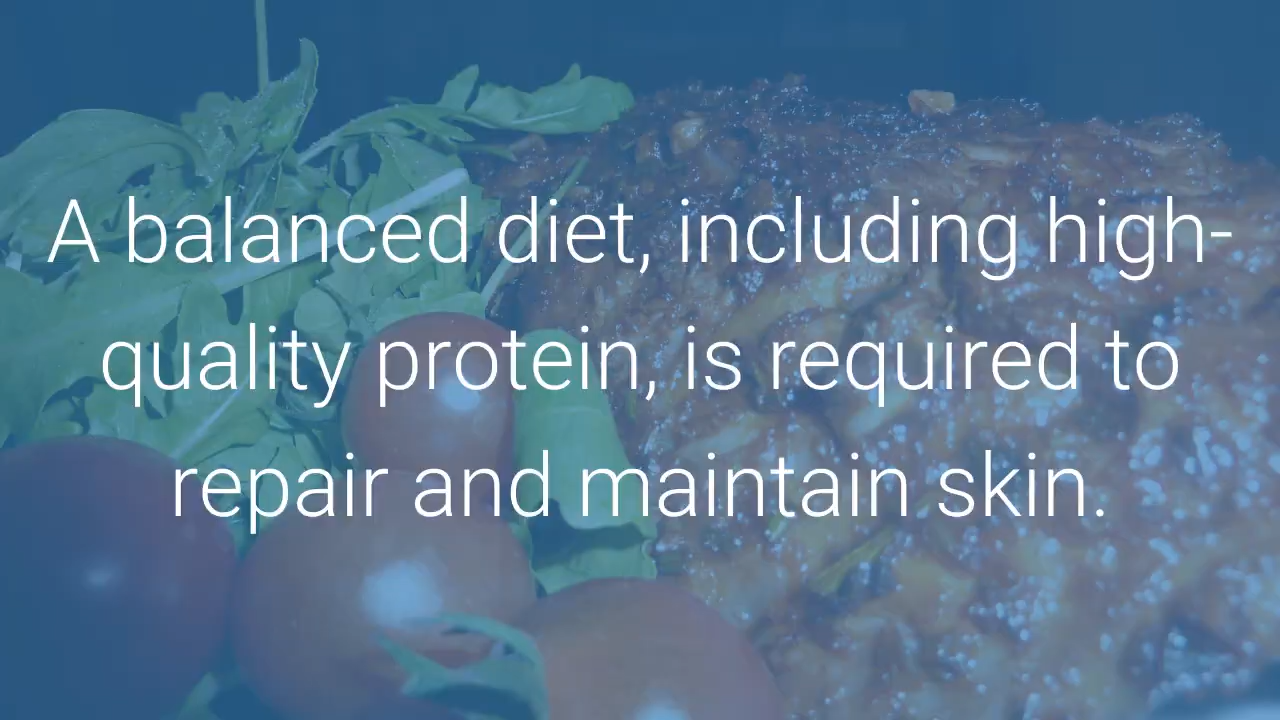 A balanced diet, including high-
quality protein, is required to
repair and maintain skin.